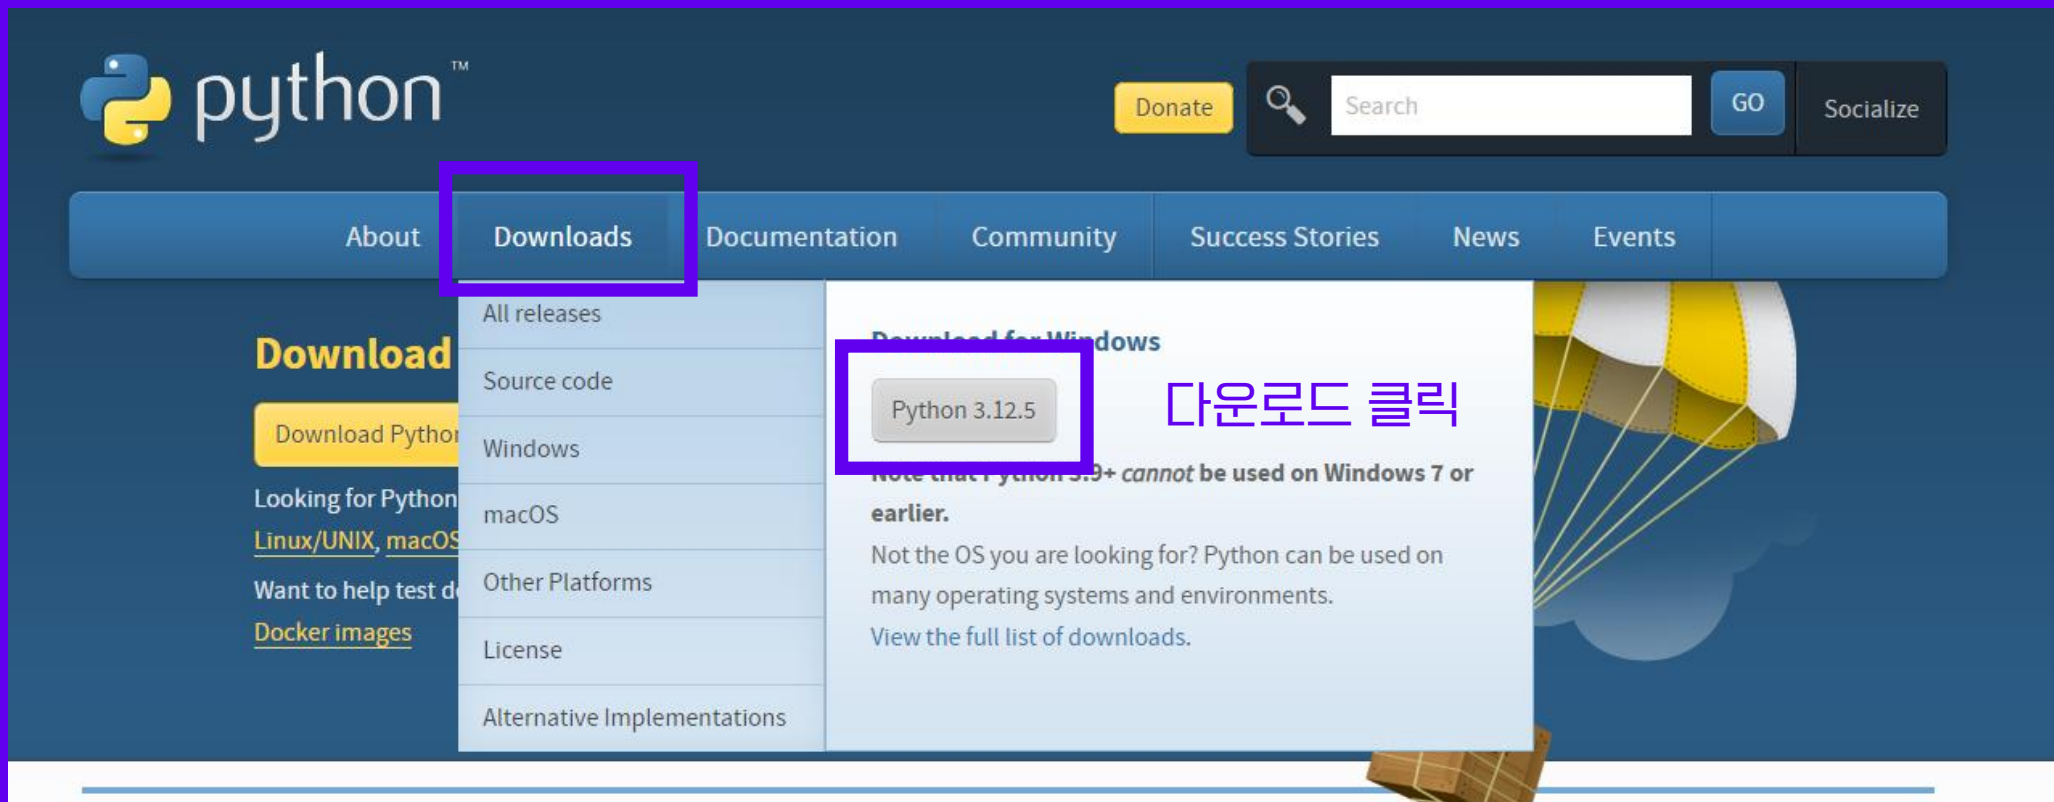 python™
Donate
Search
GO
Socialize
About
Downloads
Documentation
Community
Success Stories
News
Events
Download
Download Python
Looking for Python
Linux/UNIX, macOS
Want to help test
Docker images
All releases
Source code
Windows
macOS
Other Platforms
License
Alternative Implementations
Download for Windows
Python 3.12.5
다운로드 클릭
Note that Python 3.9+ cannot be used on Windows 7 or
earlier.
Not the OS you are looking for? Python can be used on
many operating systems and environments.
View the full list of downloads.